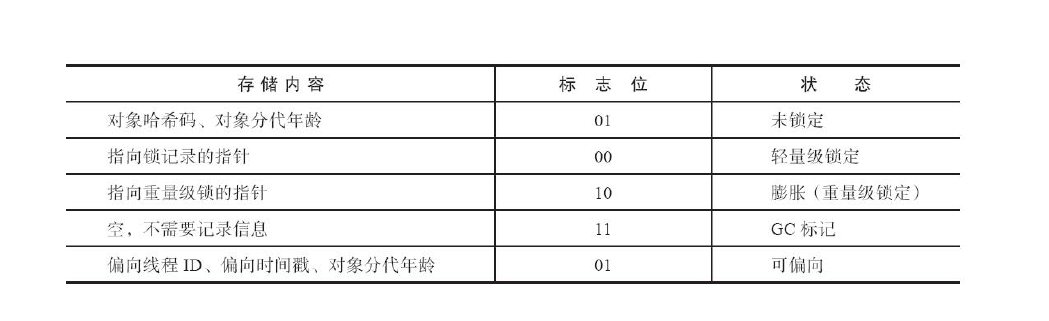 存储内容 标志位 状态
对象哈希码、对象分代年龄 01 未锁定
指向锁记录的指针 00 轻量级锁定
指向重量级锁的指针 10 膨胀（重量级锁定）
空，不需要记录信息 11 GC 标记
偏向线程 ID、偏向时间戳、对象分代年龄 01 可偏向